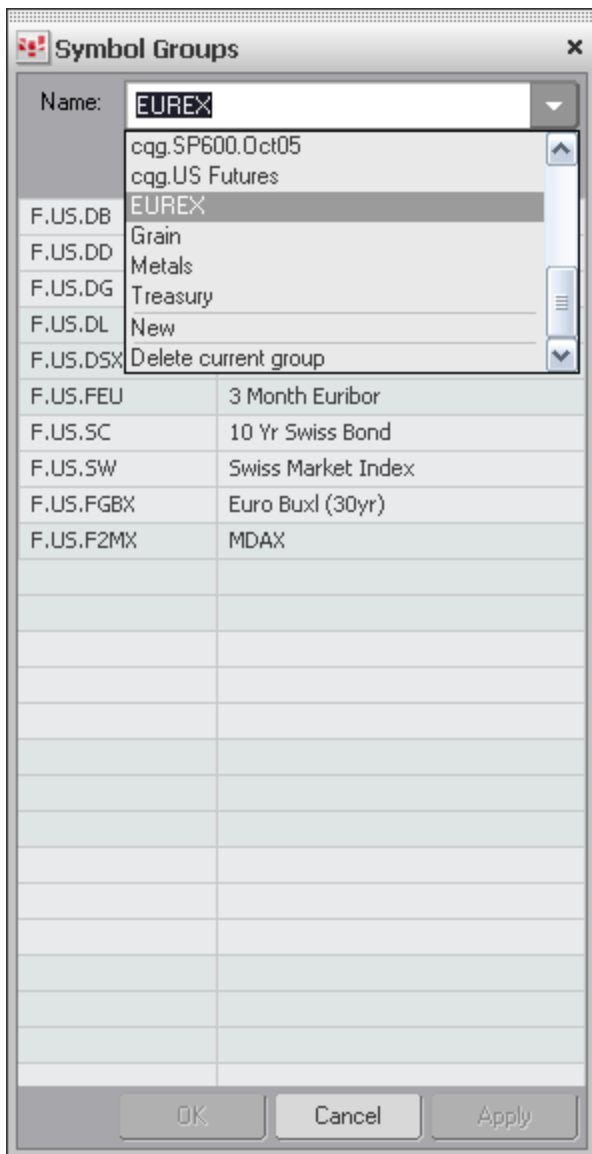 Symbol Groups
Name: EUREX
cqg.SP600.Oct05
cqg.US Futures
EUREX
Grain
Metals
Treasury
New
Delete current group
F.US.DB
F.US.DD
F.US.DG
F.US.DL
F.US.DSX
F.US.FEU 3 Month Euribor
F.US.SC 10 Yr Swiss Bond
F.US.SW Swiss Market Index
F.US.FGBX Euro Buxl (30yr)
F.US.F2MX MDAX
OK Cancel Apply